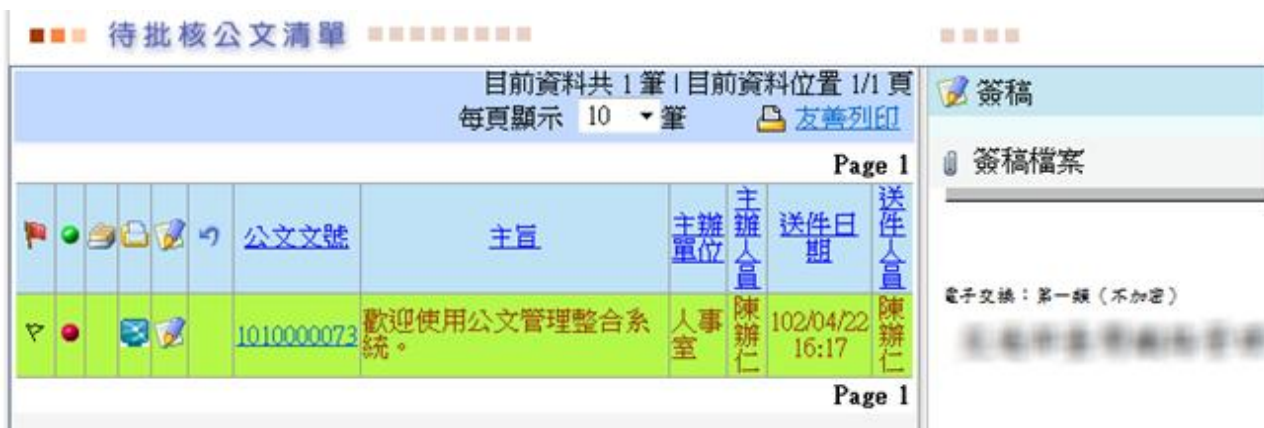 待批核公文清單
目前資料共 1 筆 | 目前資料位置 1/1 頁
每頁顯示 10 筆 友善列印
Page 1
公文文號 主旨 主辦單位 主辦人員 送件日期 送件人員
1010000073 歡迎使用公文管理整合系統。 人事室 陳辦仁 102/04/22 16:17 陳辦仁
Page 1
簽稿
簽稿檔案
電子交換：第一類（不加密）